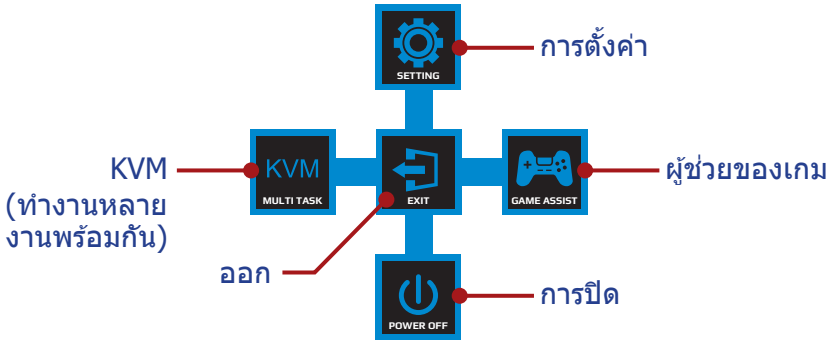 SETTING
การตั้งค่า
KVM
(ทำงานหลาย
งานพร้อมกัน)
KVM
MULTI TASK
EXIT
GAME ASSIST
ผู้ช่วยของเกม
ออก
POWER OFF
การปิด